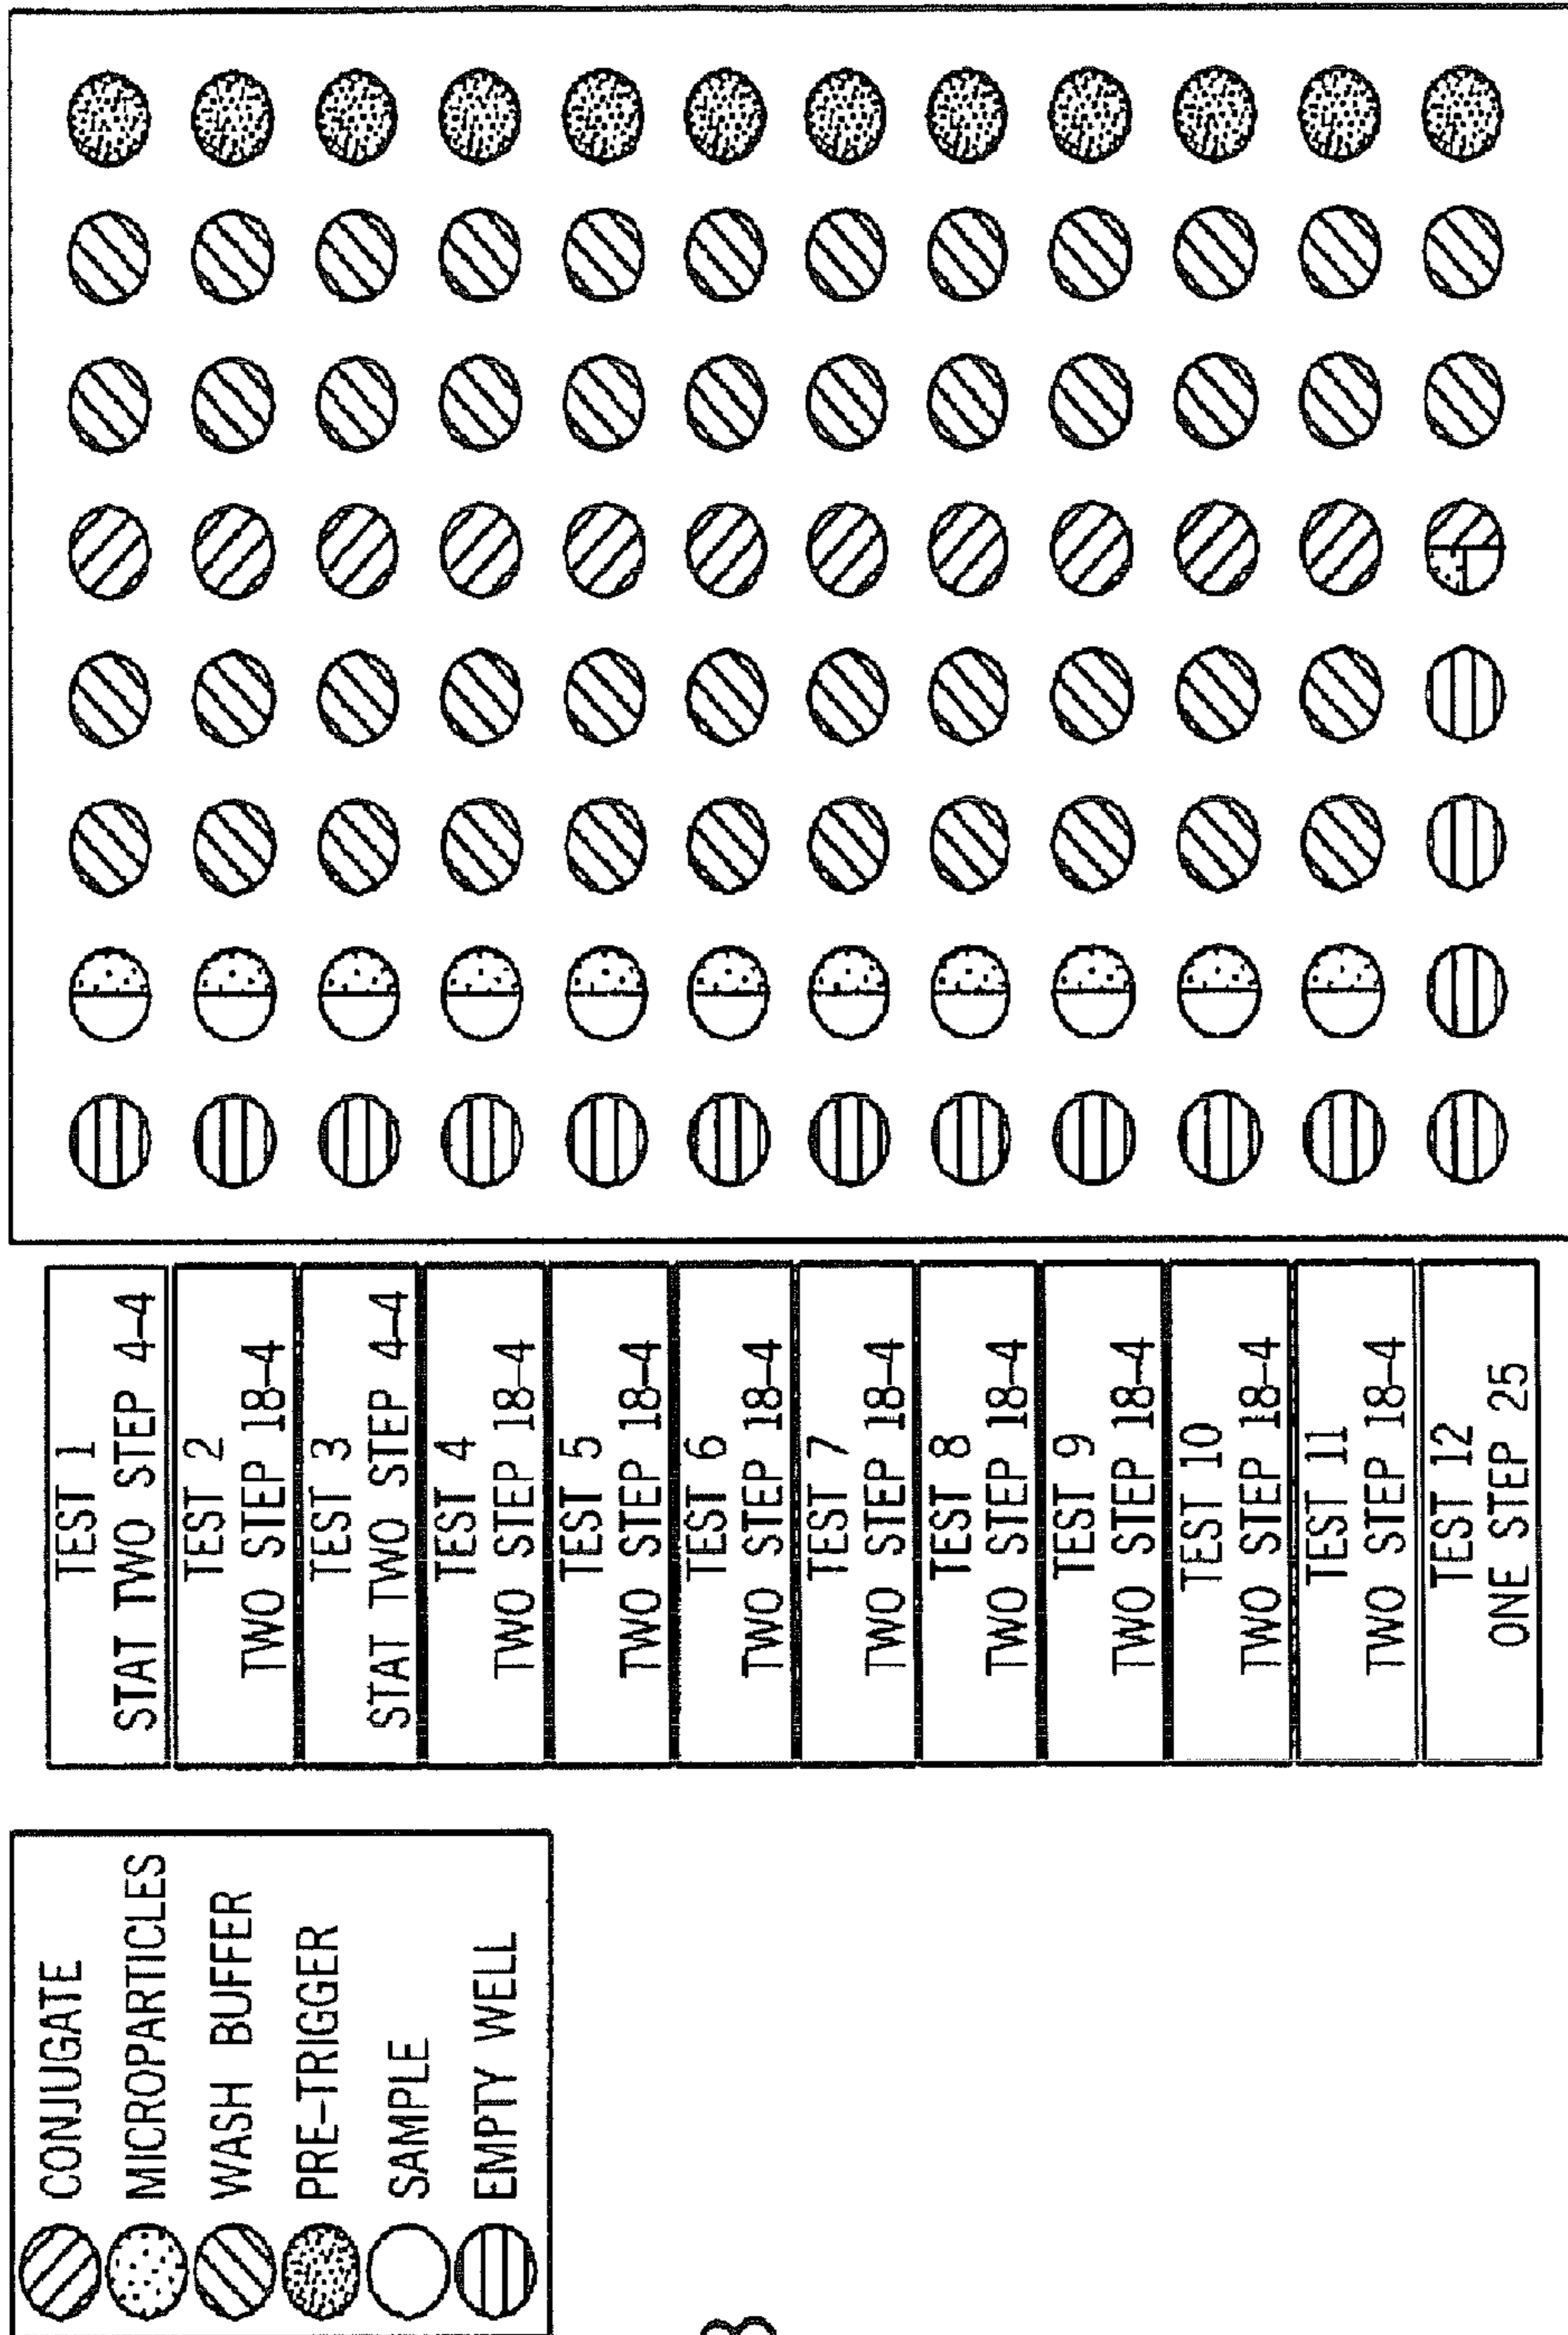 CONJUGATE
MICROPARTICLES
WASH BUFFER
PRE-TRIGGER
SAMPLE
EMPTY WELL
TEST 1
STAT TWO STEP 4-4
TEST 2
TWO STEP 18-4
TEST 3
STAT TWO STEP 4-4
TEST 4
TWO STEP 18-4
TEST 5
TWO STEP 18-4
TEST 6
TWO STEP 18-4
TEST 7
TWO STEP 18-4
TEST 8
TWO STEP 18-4
TEST 9
TWO STEP 18-4
TEST 10
TWO STEP 18-4
TEST 11
TWO STEP 18-4
TEST 12
ONE STEP 25